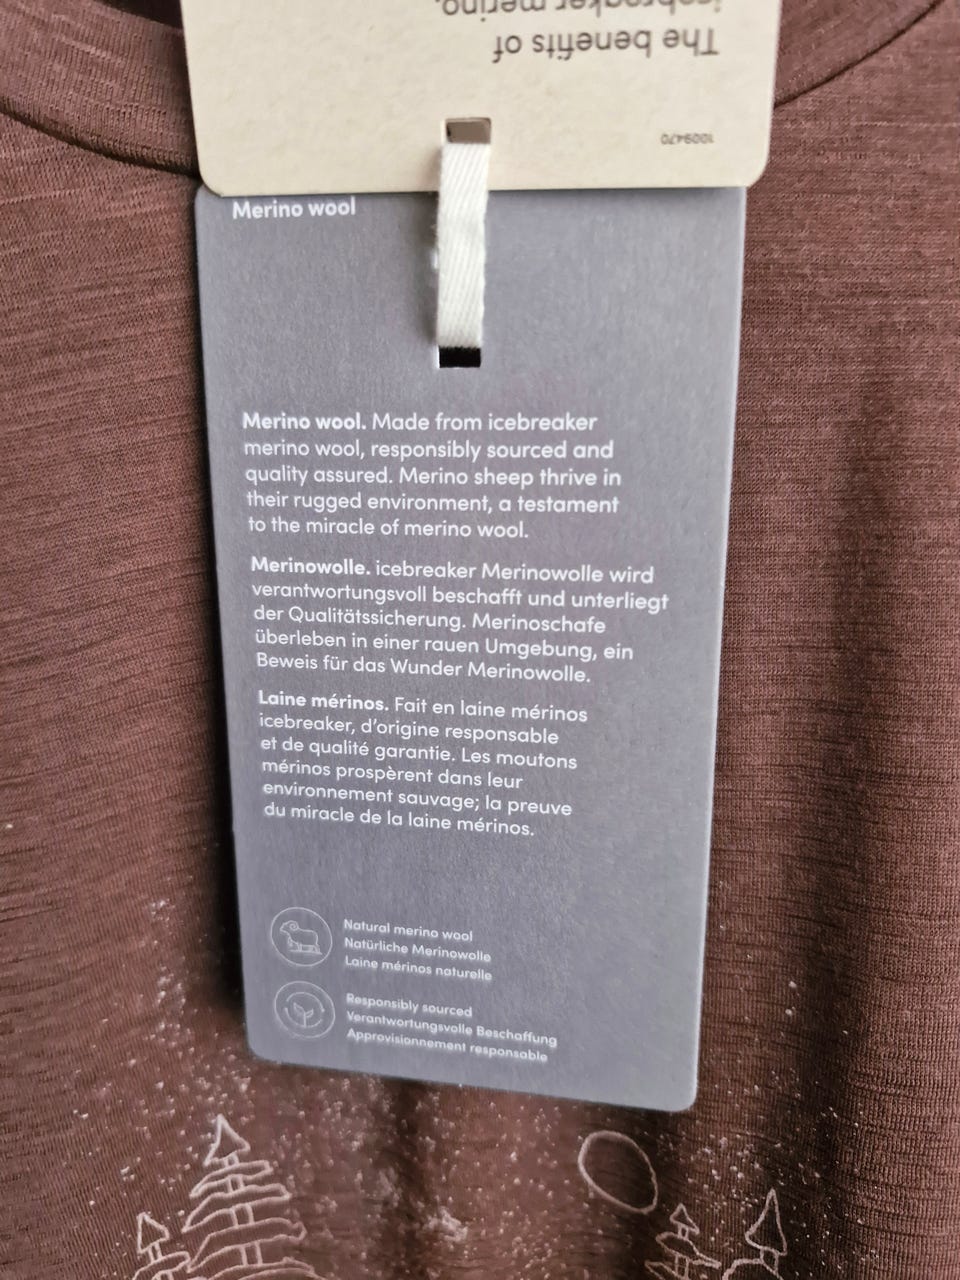 The benefits of
icebreaker merino.
1009470
Merino wool
Merino wool. Made from icebreaker
merino wool, responsibly sourced and
quality assured. Merino sheep thrive in
their rugged environment, a testament
to the miracle of merino wool.
Merinowolle. icebreaker Merinowolle wird
verantwortungsvoll beschafft und unterliegt
der Qualitätssicherung. Merinoschafe
überleben in einer rauen Umgebung, ein
Beweis für das Wunder Merinowolle.
Laine mérinos. Fait en laine mérinos
icebreaker, d’origine responsable
et de qualité garantie. Les moutons
mérinos prospèrent dans leur
environnement sauvage; la preuve
du miracle de la laine mérinos.
Natural merino wool
Natürliche Merinowolle
Laine mérinos naturelle
Responsibly sourced
Verantwortungsvolle Beschaffung
Approvisionnement responsable